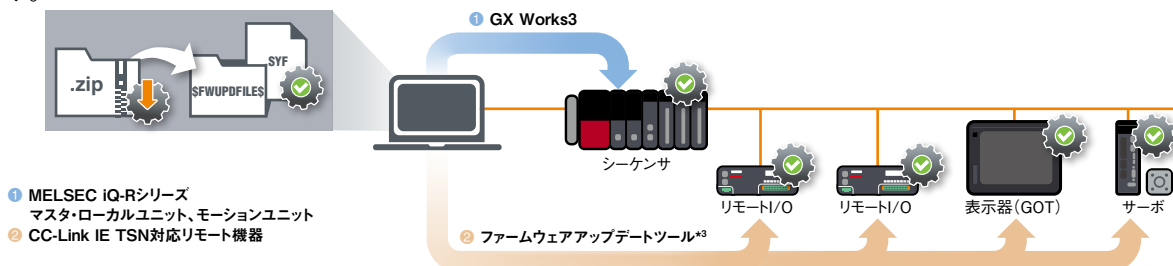 ❶ GX Works3
.zip
SYF
$FWUPDFILE$
シーケンサ
リモートI/O
リモートI/O
表示器(GOT)
サーボ
❶ MELSEC iQ-Rシリーズ
マスタ・ローカルユニット、モーションユニット
❷ CC-Link IE TSN対応リモート機器
❷ ファームウェアアップデートツール*3